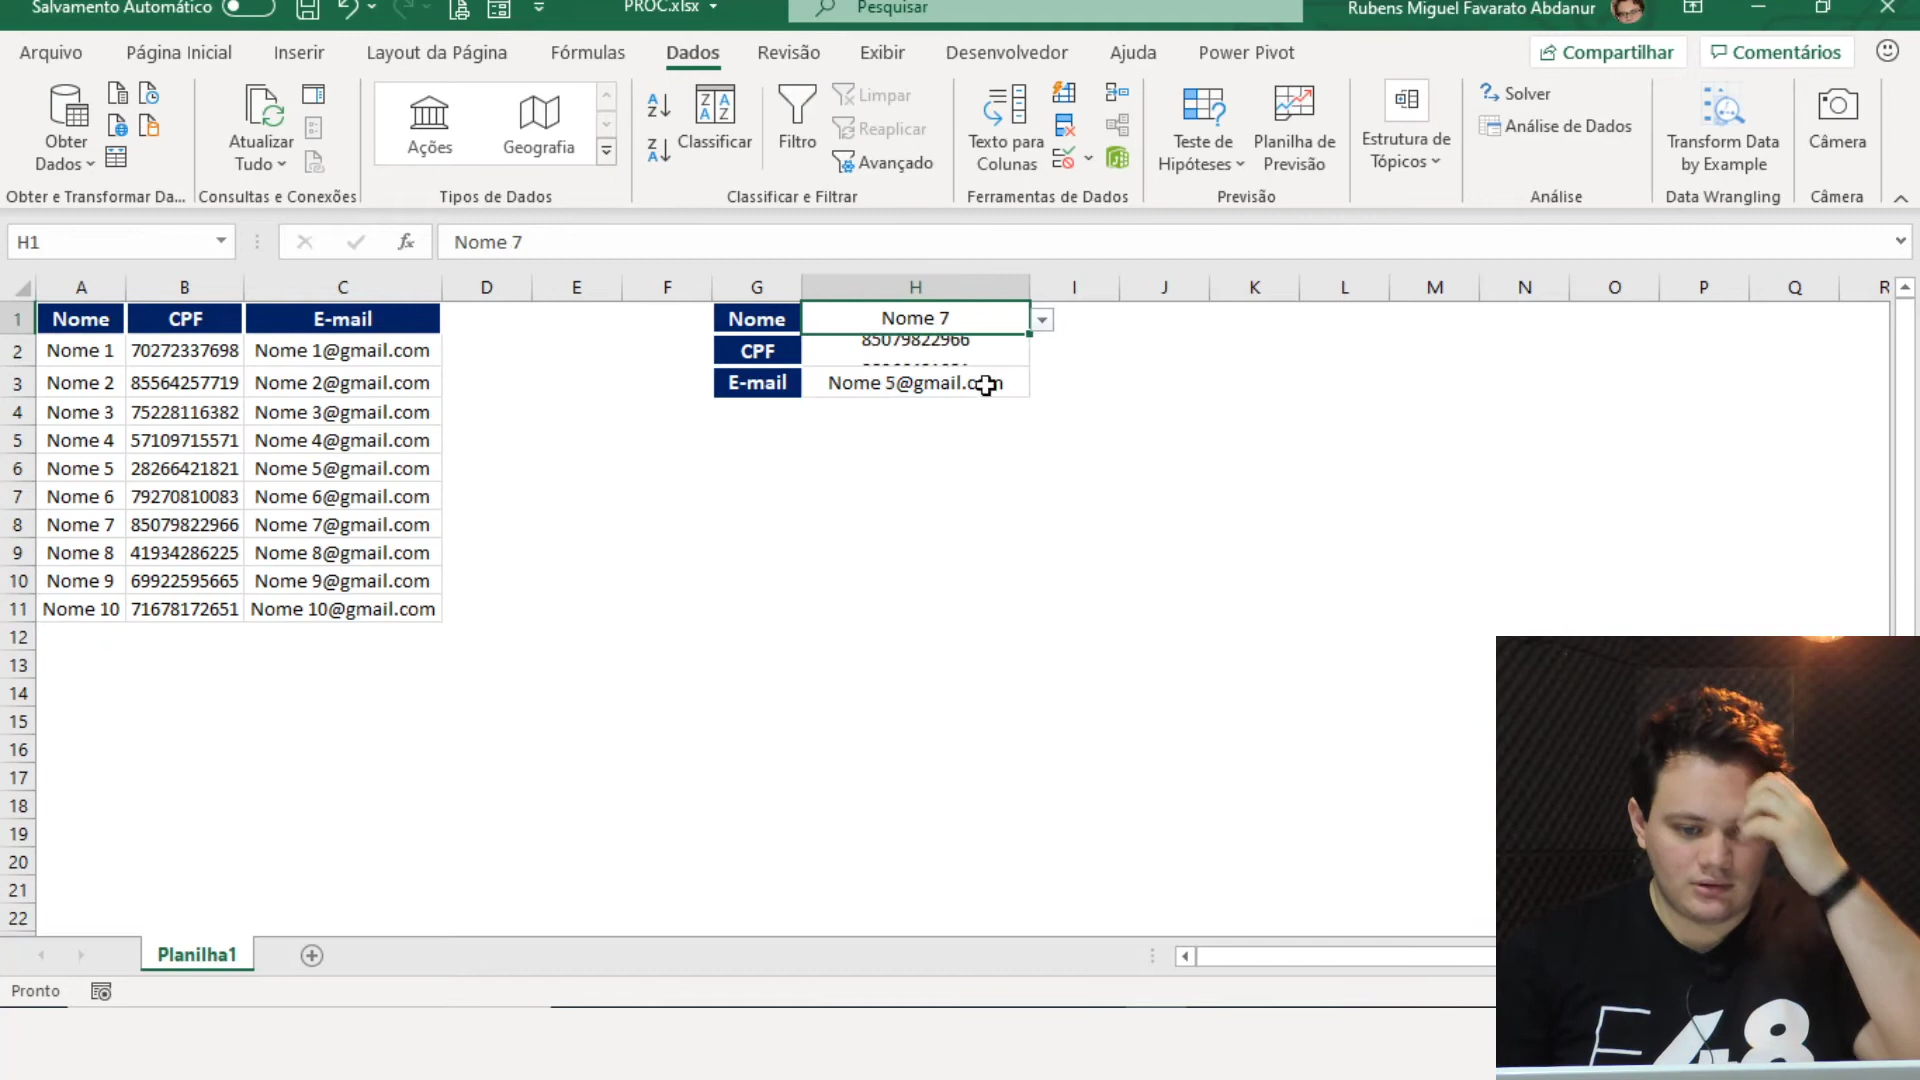 Salvamento Automático PROC.xlsx Pesquisar Rubens Miguel Favarato Abdanur
Arquivo Página Inicial Inserir Layout da Página Fórmulas Dados Revisão Exibir Desenvolvedor Ajuda Power Pivot Compartilhar Comentários
Obter Dados
Atualizar Tudo
Ações
Geografia
Classificar
Filtro
Limpar
Reaplicar
Avançado
Texto para Colunas
Teste de Hipóteses
Planilha de Previsão
Estrutura de Tópicos
Solver
Análise de Dados
Transform Data by Example
Câmera
Obter e Transformar Da... Consultas e Conexões Tipos de Dados Classificar e Filtrar Ferramentas de Dados Previsão Análise Data Wrangling Câmera
H1 fx Nome 7
A B C D E F G H I J K L M N O P Q R
1 Nome CPF E-mail Nome Nome 7
2 Nome 1 70272337698 Nome 1@gmail.com CPF 85079822966
3 Nome 2 85564257719 Nome 2@gmail.com E-mail Nome 5@gmail.com
4 Nome 3 75228116382 Nome 3@gmail.com
5 Nome 4 57109715571 Nome 4@gmail.com
6 Nome 5 28266421821 Nome 5@gmail.com
7 Nome 6 79270810083 Nome 6@gmail.com
8 Nome 7 85079822966 Nome 7@gmail.com
9 Nome 8 41934286225 Nome 8@gmail.com
10 Nome 9 69922595665 Nome 9@gmail.com
11 Nome 10 71678172651 Nome 10@gmail.com
12
13
14
15
16
17
18
19
20
21
22
Planilha1
Pronto
E48